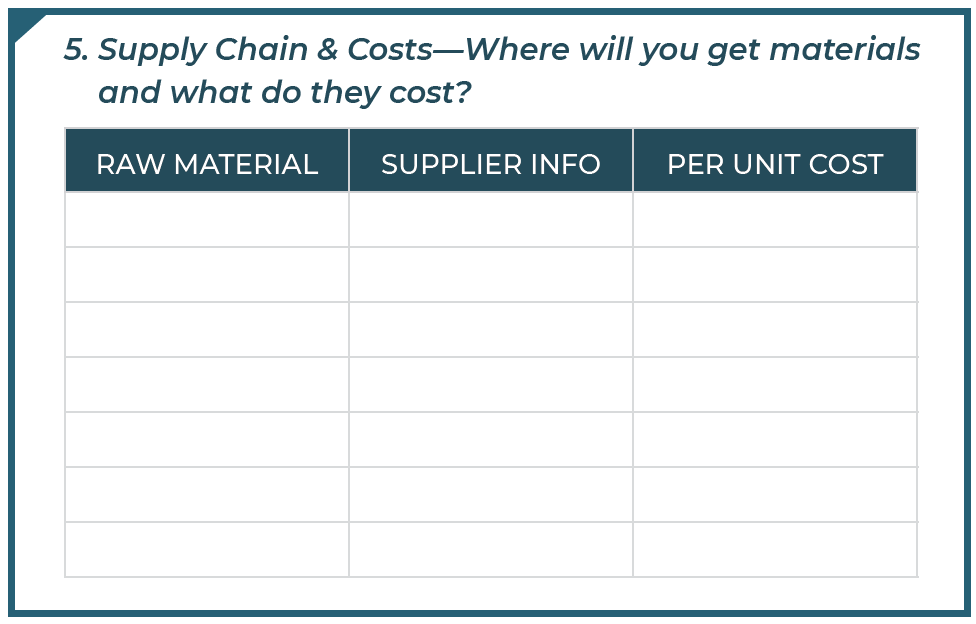 5. Supply Chain & Costs—Where will you get materials
and what do they cost?
RAW MATERIAL SUPPLIER INFO PER UNIT COST